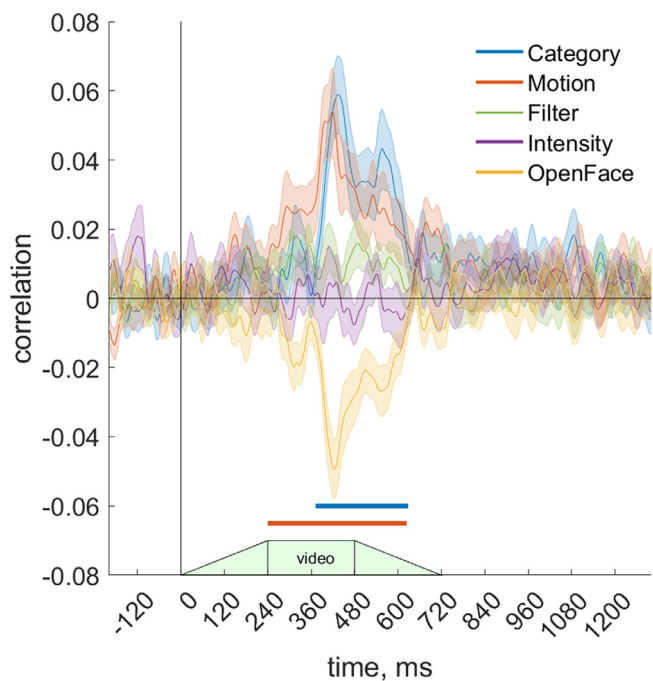 0.08
0.06
0.04
0.02
0
-0.02
-0.04
-0.06
-0.08
correlation
Category
Motion
Filter
Intensity
OpenFace
video
-120
0
120
240
360
480
600
720
840
960
1080
1200
time, ms